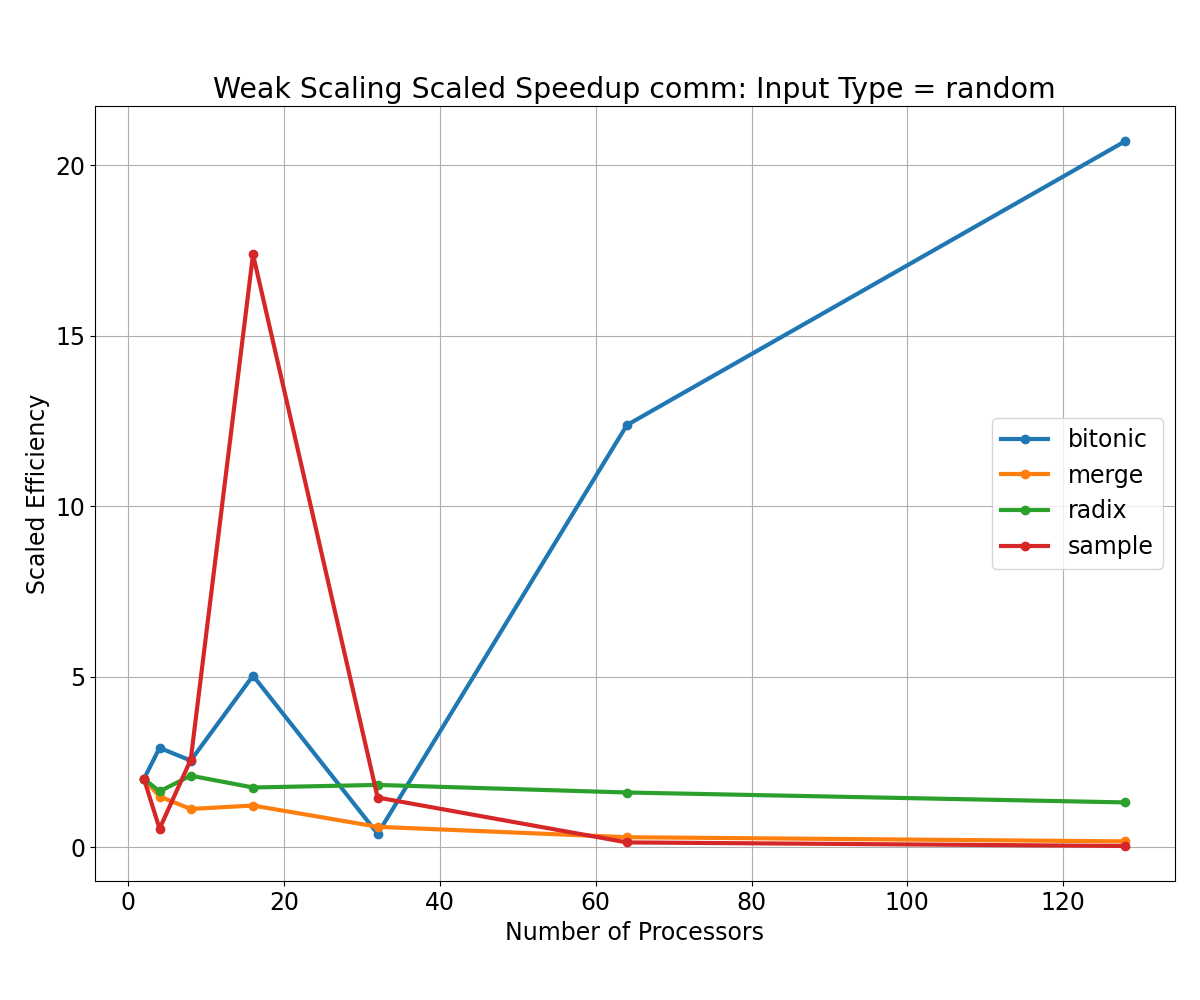 Weak Scaling Scaled Speedup comm: Input Type = random
Scaled Efficiency
20
15
10
5
0
bitonic
merge
radix
sample
0 20 40 60 80 100 120
Number of Processors